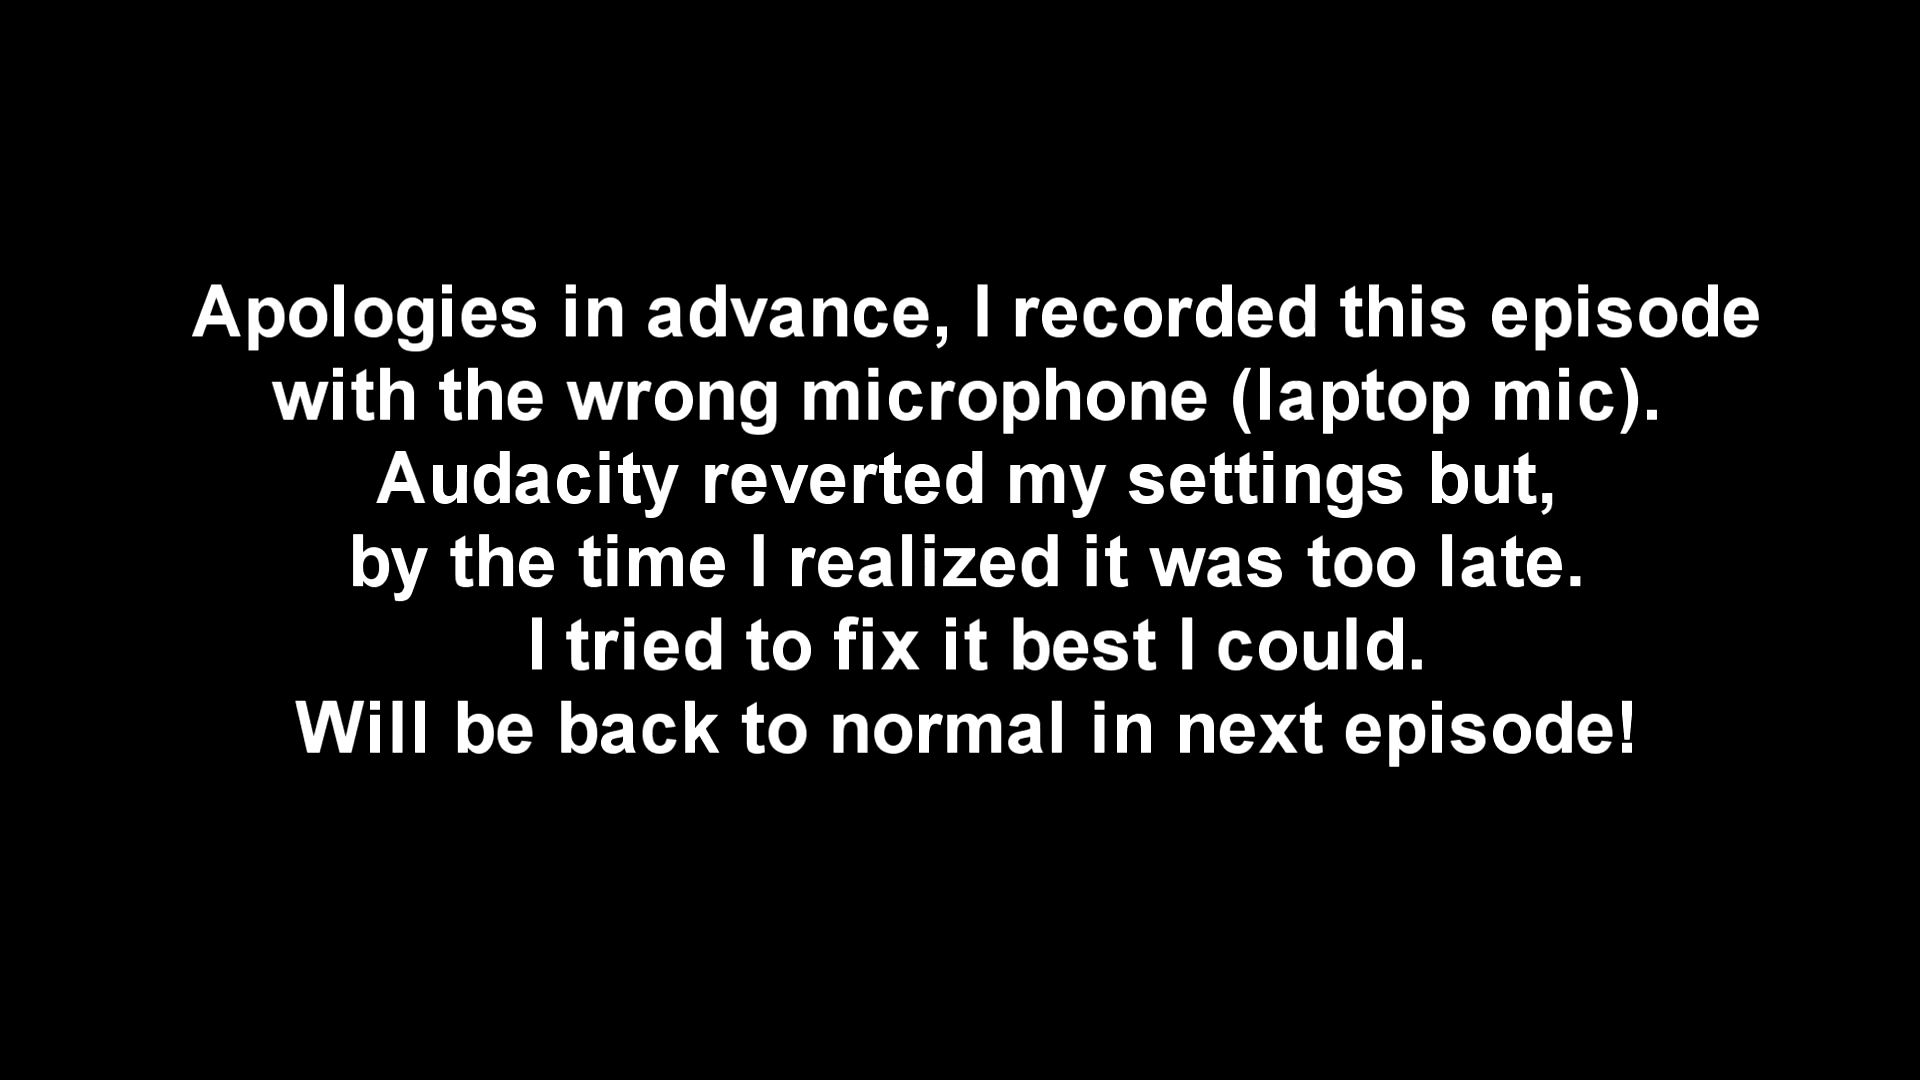 Apologies in advance, I recorded this episode
with the wrong microphone (laptop mic).
Audacity reverted my settings but,
by the time I realized it was too late.
I tried to fix it best I could.
Will be back to normal in next episode!